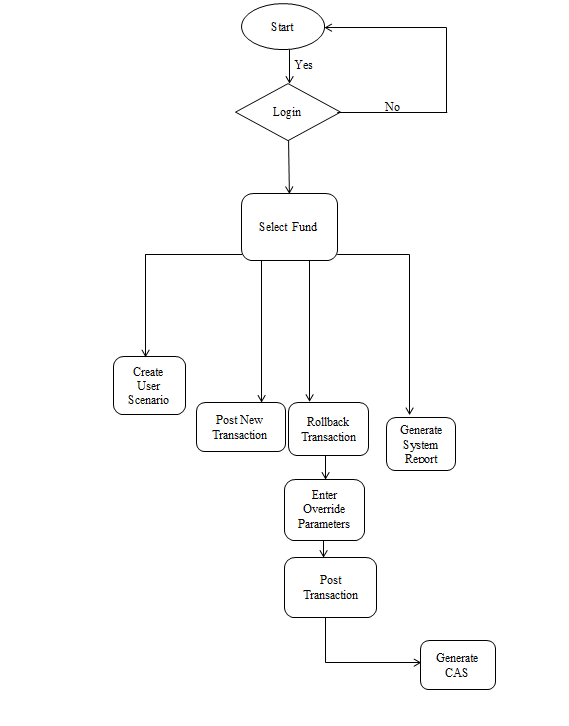 Start
Yes
No
Login
Select Fund
Create
User
Scenario
Post New
Transaction
Rollback
Transaction
Generate
System
Report
Enter
Override
Parameters
Post
Transaction
Generate
CAS